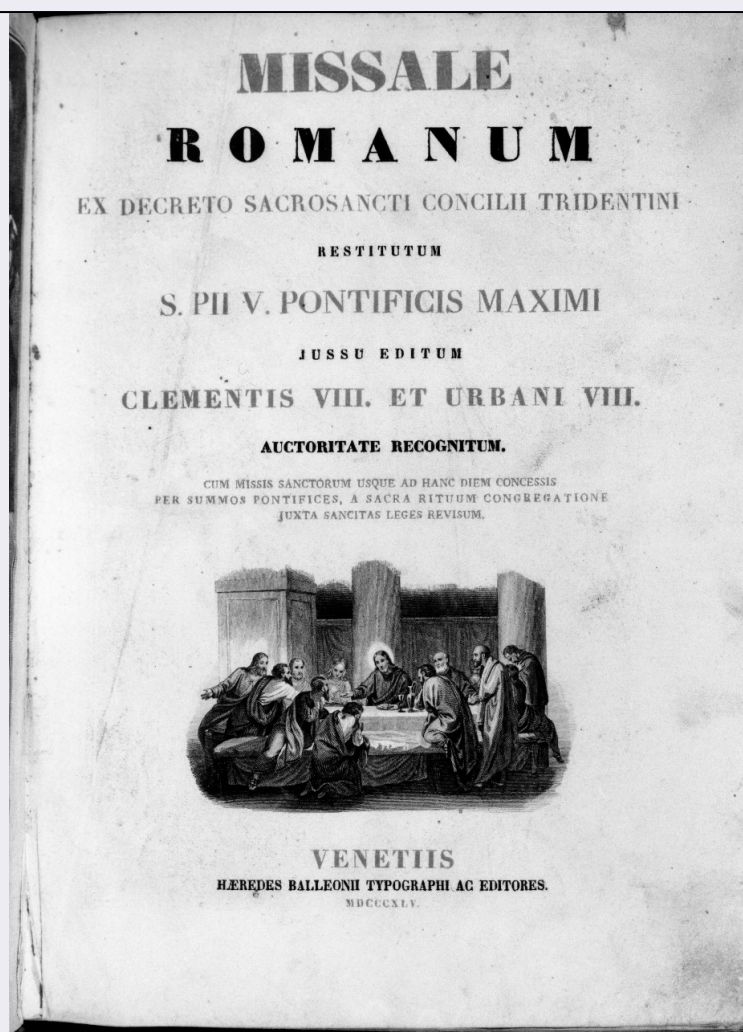 MISSALE
ROMANUM
EX DECRETO SACROSANCTI CONCILII TRIDENTINI
RESTITUTUM
S. PII V. PONTIFICIS MAXIMI
JUSSU EDITUM
CLEMENTIS VIII. ET URBANI VIII.
AUCTORITATE RECOGNITUM.
CUM MISSIS SANCTORUM USQUE AD HANC DIEM CONCESSIS
PER SUMMOS PONTIFICES, A SACRA RITUUM CONGREGATIONE
JUXTA SANCITAS LEGES REVISUM.
VENETIIS
HÆREDES BALLEONII TYPOGRAPHI AC EDITORES.
MDCCCXLV.